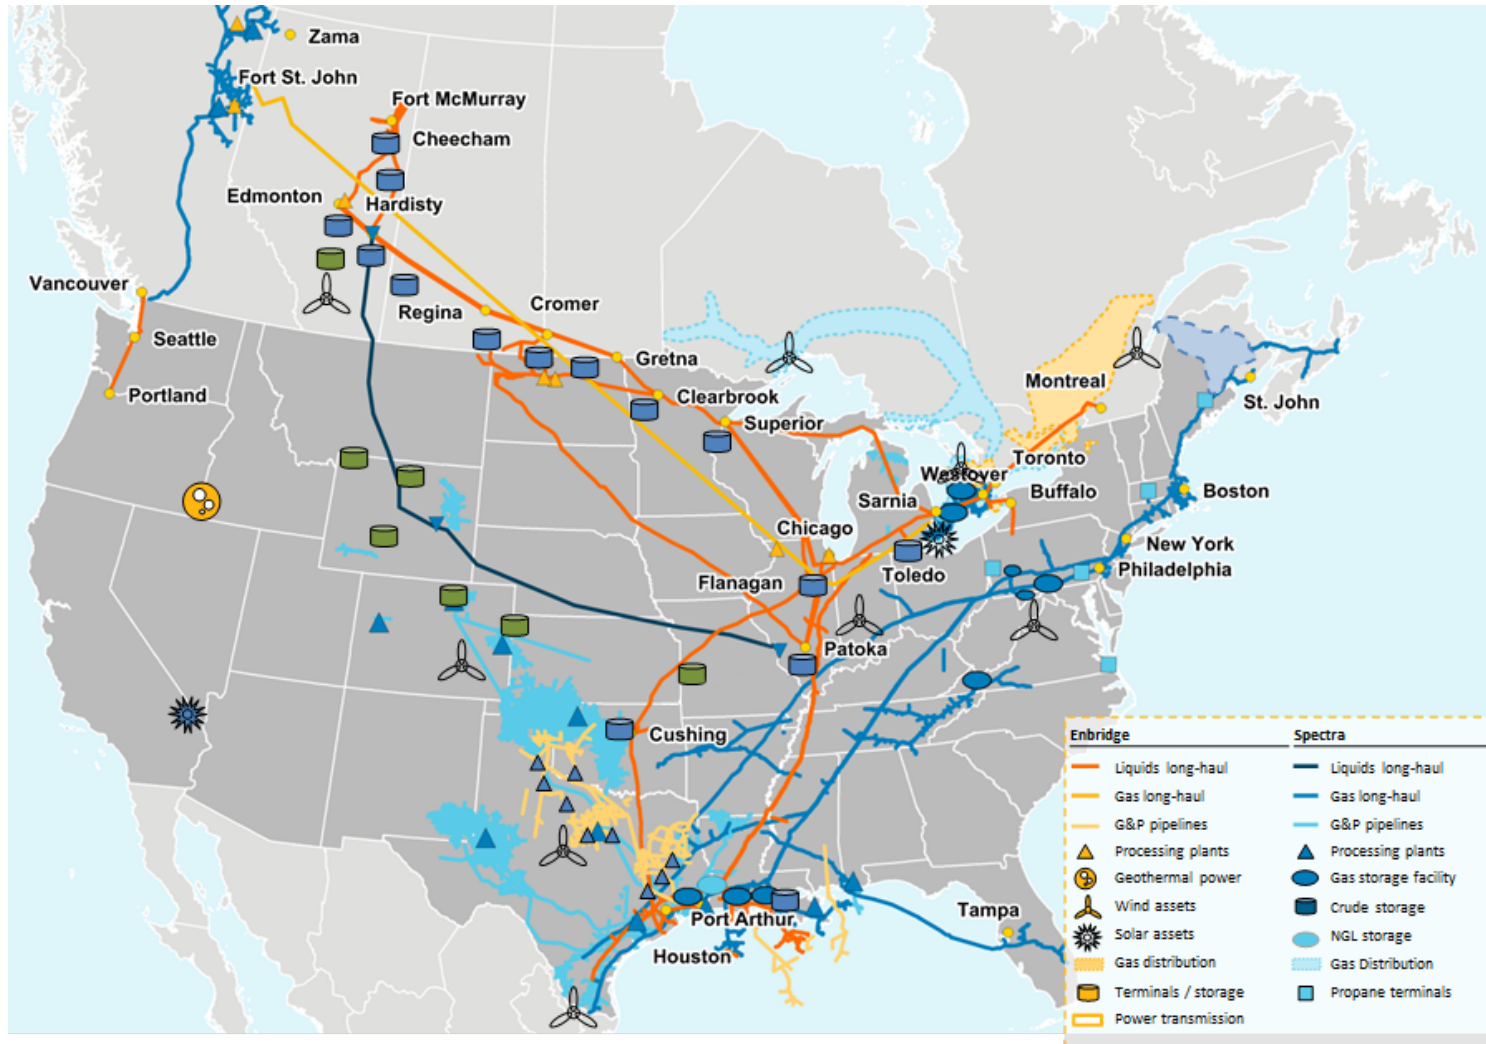 Zama
Fort St. John
Fort McMurray
Cheecham
Edmonton
Hardisty
Vancouver
Regina
Cromer
Seattle
Gretna
Portland
Clearbrook
Superior
Montreal
St. John
Toronto
Westover
Sarnia
Buffalo
Boston
Chicago
New York
Flanagan
Toledo
Philadelphia
Patoka
Cushing
Port Arthur
Houston
Tampa
Enbridge
Liquids long-haul
Gas long-haul
G&P pipelines
Processing plants
Geothermal power
Wind assets
Solar assets
Gas distribution
Terminals / storage
Power transmission
Spectra
Liquids long-haul
Gas long-haul
G&P pipelines
Processing plants
Gas storage facility
Crude storage
NGL storage
Gas Distribution
Propane terminals